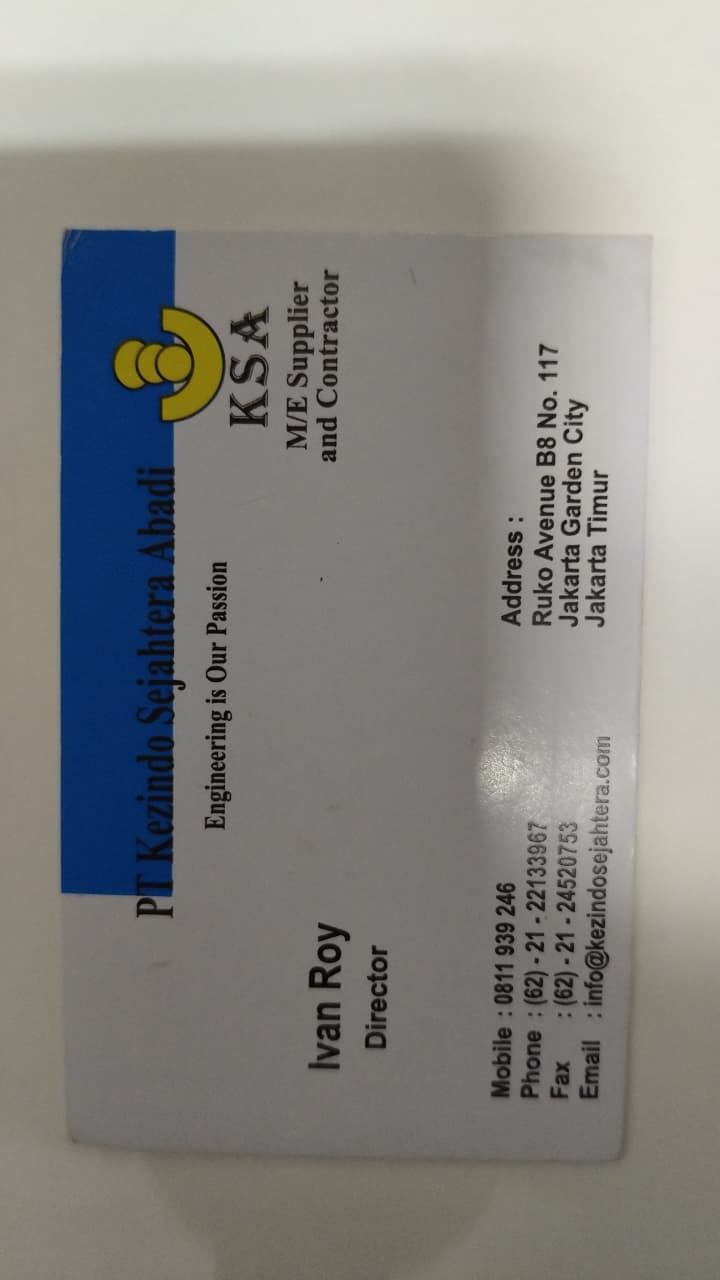 PT Kezindo Sejahtera Abadi
Engineering is Our Passion
KSA
M/E Supplier
and Contractor
Ivan Roy
Director
Mobile : 0811 939 246
Phone : (62) - 21 - 22133967
Fax : (62) - 21 - 24520753
Email : info@kezindosejahtera.com
Address :
Ruko Avenue B8 No. 117
Jakarta Garden City
Jakarta Timur